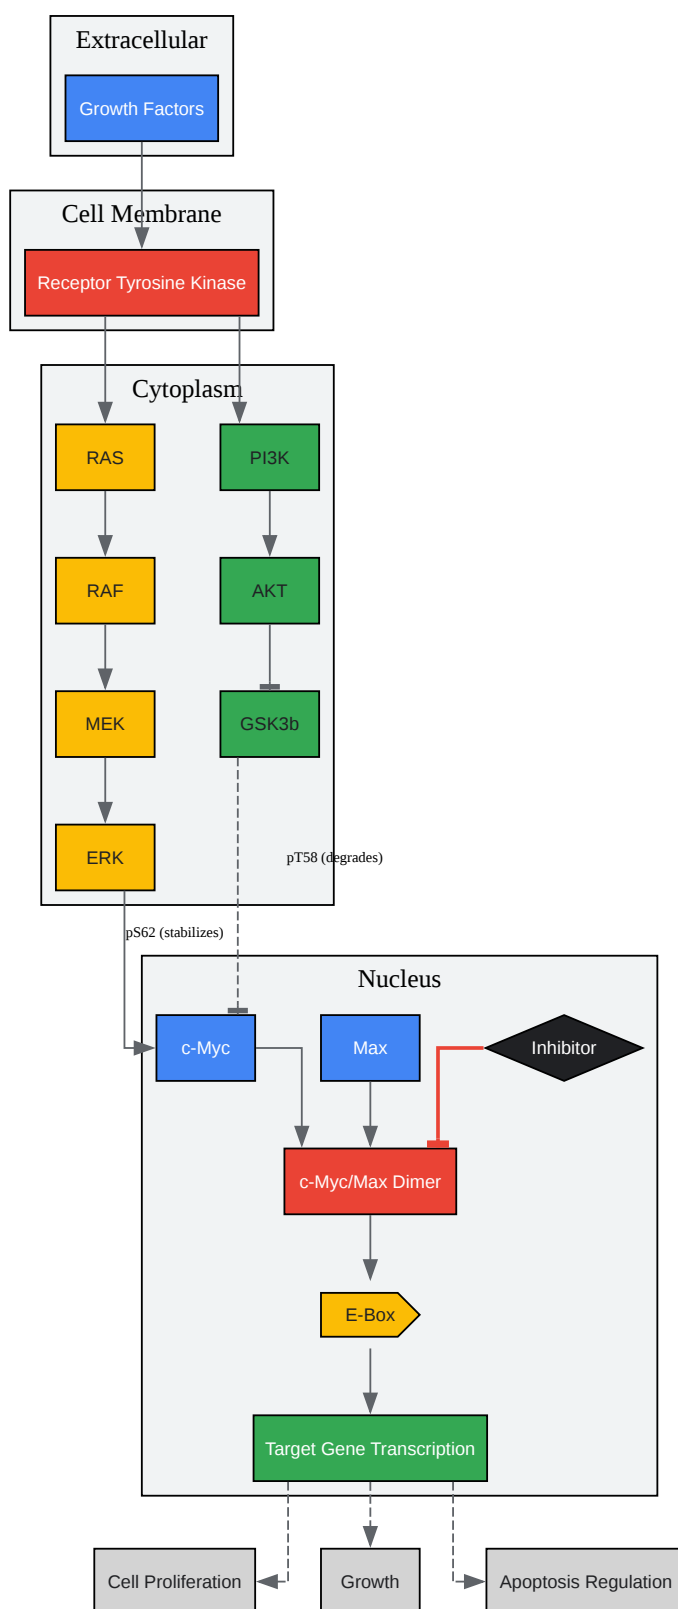 Extracellular
Growth Factors
Cell Membrane
Receptor Tyrosine Kinase
Cytoplasm
RAS
PI3K
RAF
AKT
MEK
GSK3b
ERK
pT58 (degrades)
pS62 (stabilizes)
Nucleus
c-Myc
Max
Inhibitor
c-Myc/Max Dimer
E-Box
Target Gene Transcription
Cell Proliferation
Growth
Apoptosis Regulation